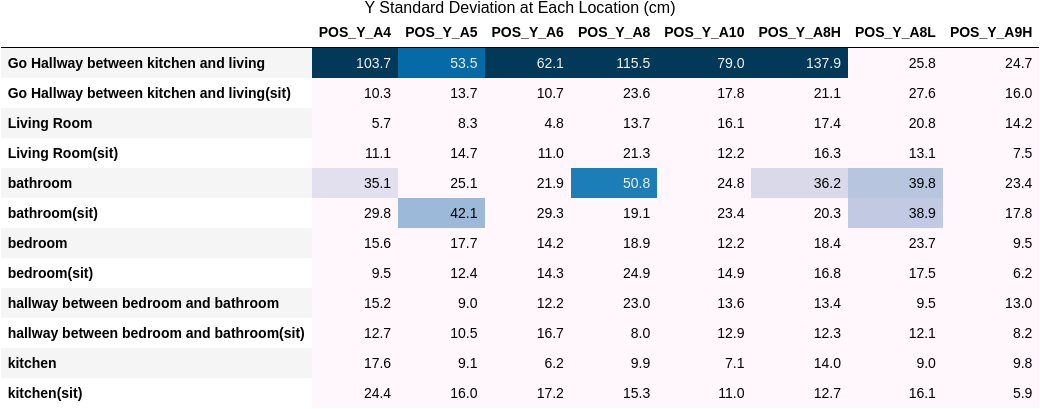 Y Standard Deviation at Each Location (cm)
POS_Y_A4 POS_Y_A5 POS_Y_A6 POS_Y_A8 POS_Y_A10 POS_Y_A8H POS_Y_A8L POS_Y_A9H
Go Hallway between kitchen and living 103.7 53.5 62.1 115.5 79.0 137.9 25.8 24.7
Go Hallway between kitchen and living(sit) 10.3 13.7 10.7 23.6 17.8 21.1 27.6 16.0
Living Room 5.7 8.3 4.8 13.7 16.1 17.4 20.8 14.2
Living Room(sit) 11.1 14.7 11.0 21.3 12.2 16.3 13.1 7.5
bathroom 35.1 25.1 21.9 50.8 24.8 36.2 39.8 23.4
bathroom(sit) 29.8 42.1 29.3 19.1 23.4 20.3 38.9 17.8
bedroom 15.6 17.7 14.2 18.9 12.2 18.4 23.7 9.5
bedroom(sit) 9.5 12.4 14.3 24.9 14.9 16.8 17.5 6.2
hallway between bedroom and bathroom 15.2 9.0 12.2 23.0 13.6 13.4 9.5 13.0
hallway between bedroom and bathroom(sit) 12.7 10.5 16.7 8.0 12.9 12.3 12.1 8.2
kitchen 17.6 9.1 6.2 9.9 7.1 14.0 9.0 9.8
kitchen(sit) 24.4 16.0 17.2 15.3 11.0 12.7 16.1 5.9